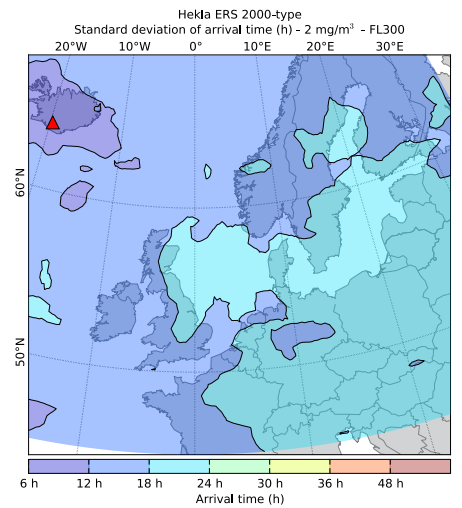 Hekla ERS 2000-type
Standard deviation of arrival time (h) - 2 mg/m³ - FL300
20°W 10°W 0° 10°E 20°E 30°E
60°N
50°N
6 h 12 h 18 h 24 h 30 h 36 h 48 h
Arrival time (h)